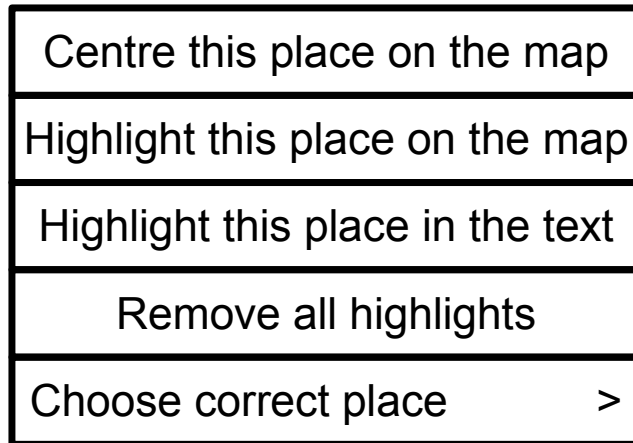 Centre this place on the map
Highlight this place on the map
Highlight this place in the text
Remove all highlights
Choose correct place >